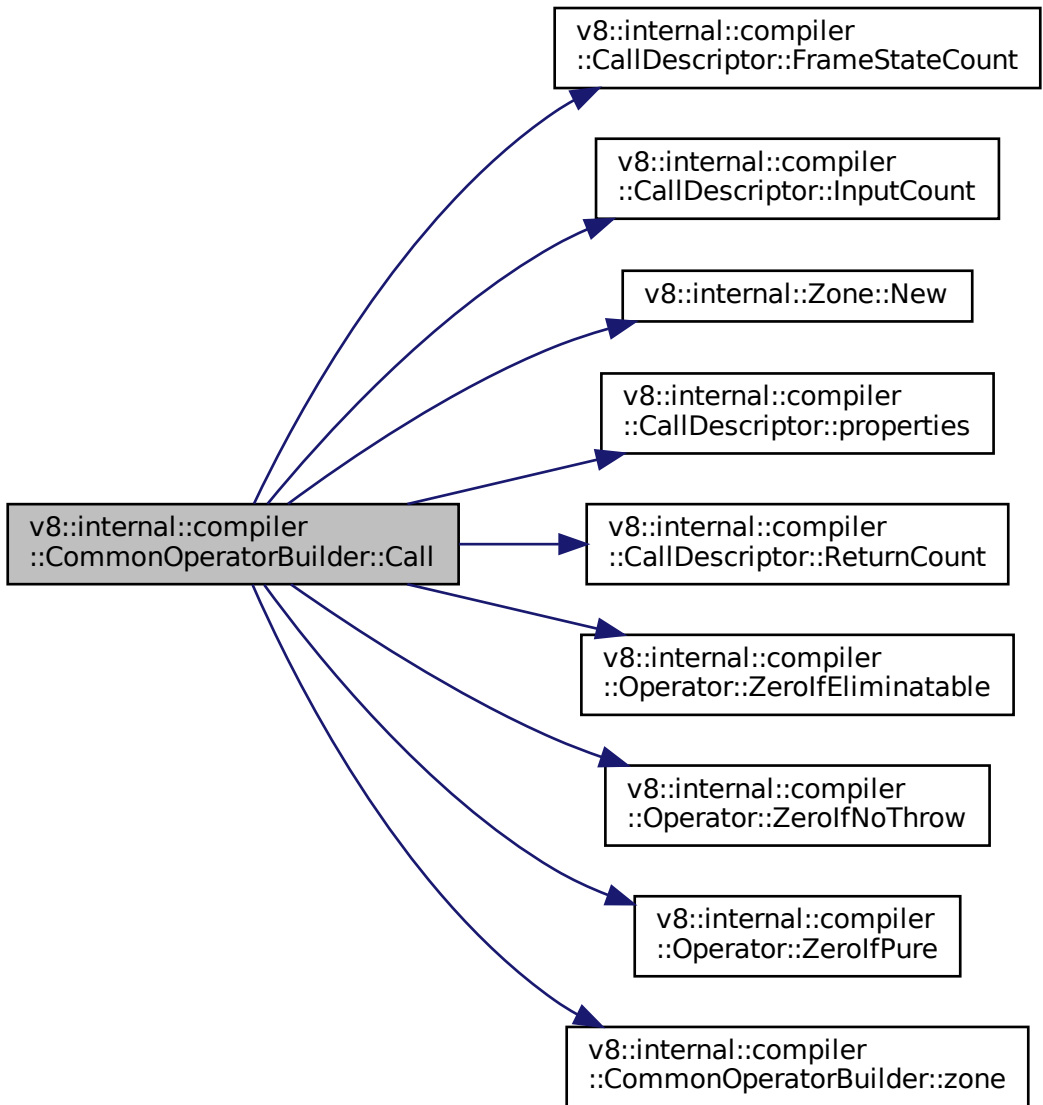 v8::internal::compiler
::CallDescriptor::FrameStateCount
v8::internal::compiler
::CallDescriptor::InputCount
v8::internal::Zone::New
v8::internal::compiler
::CallDescriptor::properties
v8::internal::compiler
::CommonOperatorBuilder::Call
v8::internal::compiler
::CallDescriptor::ReturnCount
v8::internal::compiler
::Operator::ZeroIfEliminatable
v8::internal::compiler
::Operator::ZeroIfNoThrow
v8::internal::compiler
::Operator::ZeroIfPure
v8::internal::compiler
::CommonOperatorBuilder::zone